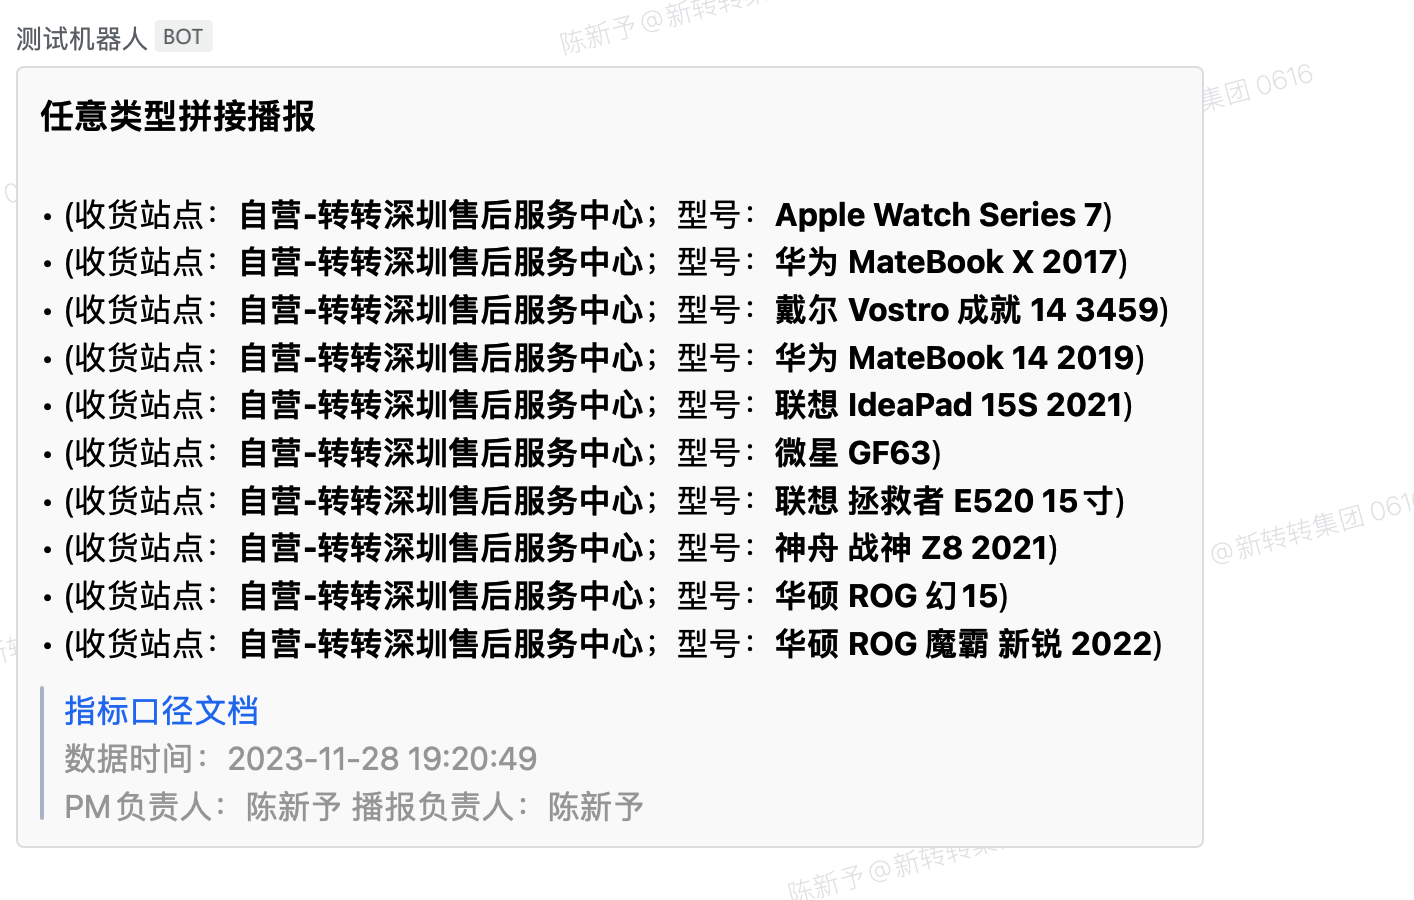 陈新予@新转转集
测试机器人 BOT
集团 0616
任意类型拼接播报
• (收货站点：自营-转转深圳售后服务中心；型号：Apple Watch Series 7)
• (收货站点：自营-转转深圳售后服务中心；型号：华为 MateBook X 2017)
• (收货站点：自营-转转深圳售后服务中心；型号：戴尔 Vostro 成就 14 3459)
• (收货站点：自营-转转深圳售后服务中心；型号：华为 MateBook 14 2019)
• (收货站点：自营-转转深圳售后服务中心；型号：联想 IdeaPad 15S 2021)
• (收货站点：自营-转转深圳售后服务中心；型号：微星 GF63)
• (收货站点：自营-转转深圳售后服务中心；型号：联想 拯救者 E520 15寸)
• (收货站点：自营-转转深圳售后服务中心；型号：神舟 战神 Z8 2021)
@新转转集团 061
• (收货站点：自营-转转深圳售后服务中心；型号：华硕 ROG 幻15)
• (收货站点：自营-转转深圳售后服务中心；型号：华硕 ROG 魔霸 新锐 2022)
指标口径文档
数据时间：2023-11-28 19:20:49
PM负责人：陈新予 播报负责人：陈新予
陈新予@新转转集